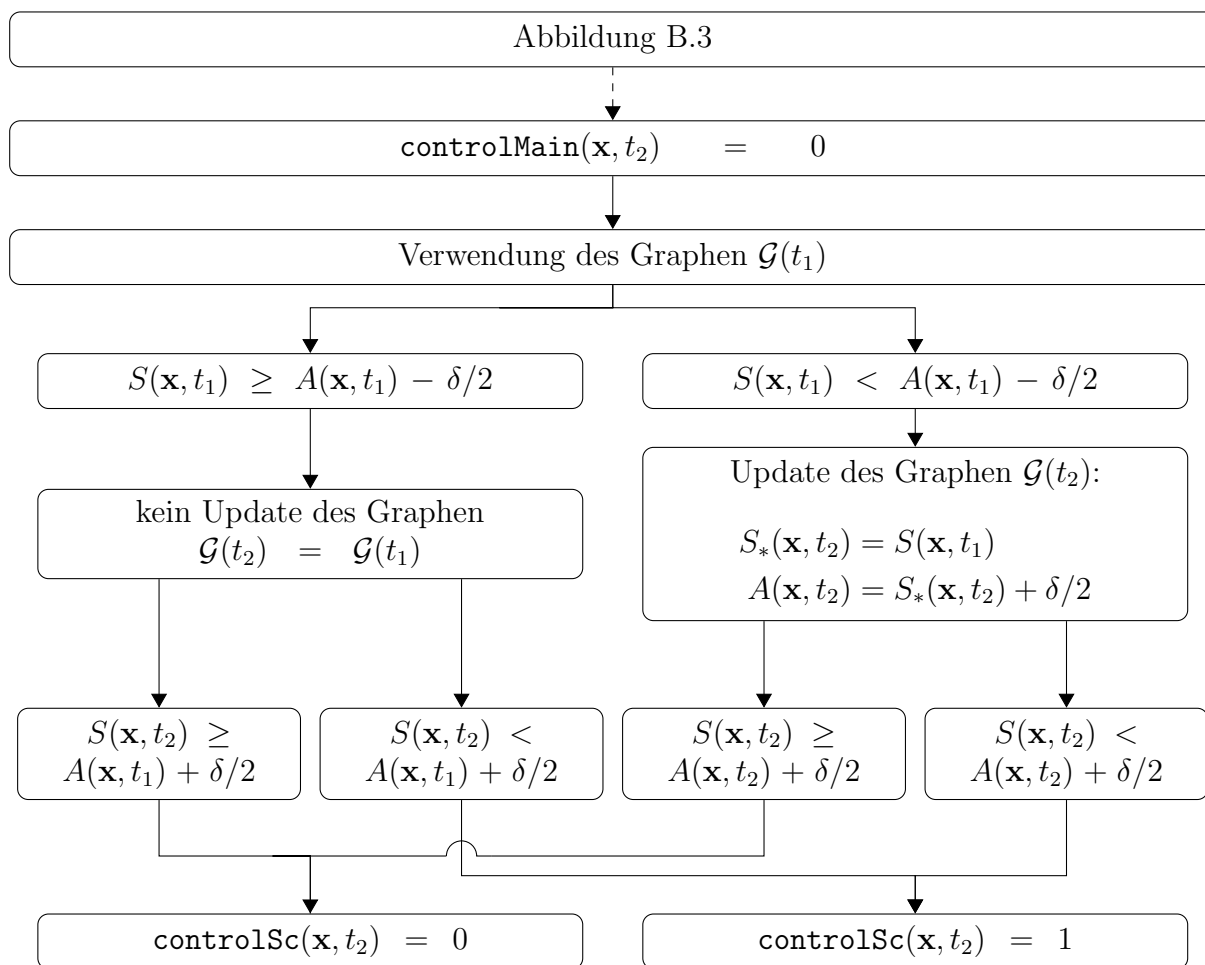 Abbildung B.3
controlMain(x, t₂) = 0
Verwendung des Graphen 𝒢(t₁)
S(x, t₁) ≥ A(x, t₁) − δ/2
S(x, t₁) < A(x, t₁) − δ/2
kein Update des Graphen
𝒢(t₂) = 𝒢(t₁)
Update des Graphen 𝒢(t₂):
S∗(x, t₂) = S(x, t₁)
A(x, t₂) = S∗(x, t₂) + δ/2
S(x, t₂) ≥
A(x, t₁) + δ/2
S(x, t₂) <
A(x, t₁) + δ/2
S(x, t₂) ≥
A(x, t₂) + δ/2
S(x, t₂) <
A(x, t₂) + δ/2
controlSc(x, t₂) = 0
controlSc(x, t₂) = 1